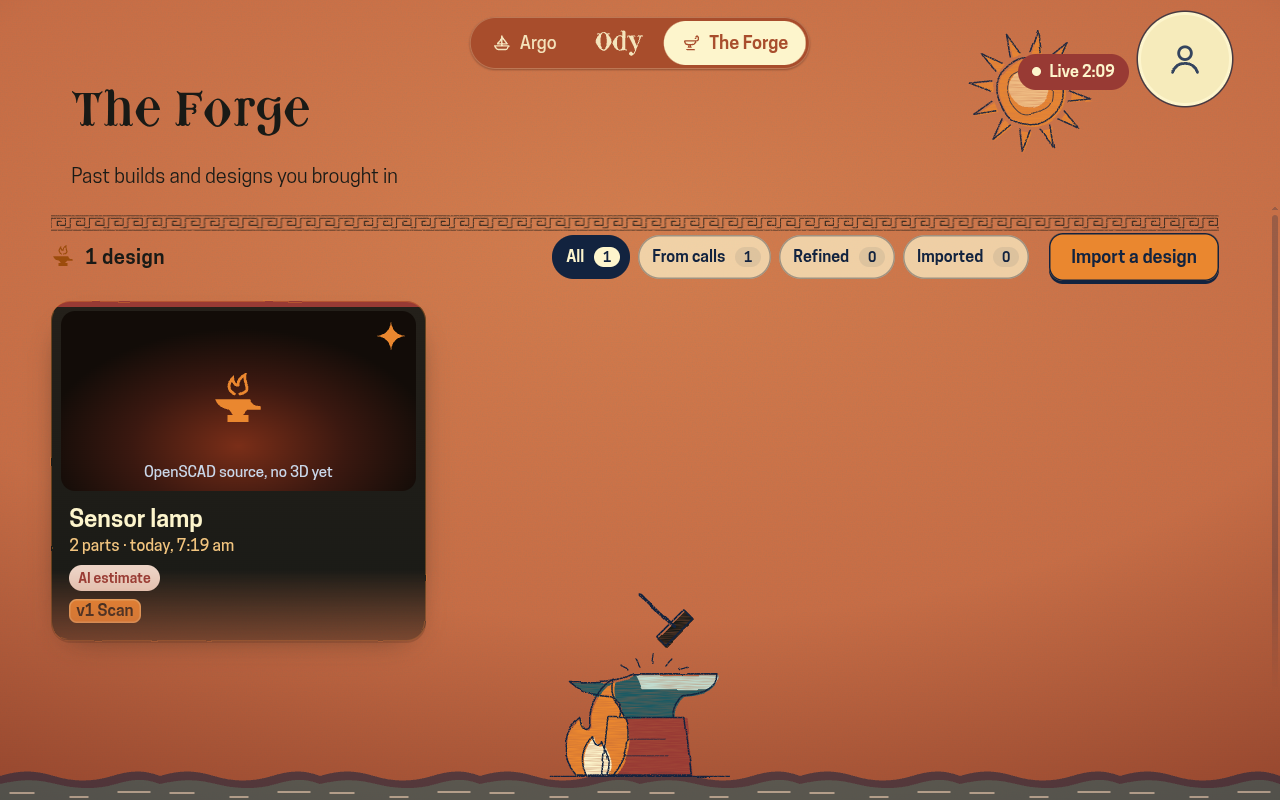 Argo
Ody
The Forge
Live 2:09
The Forge
Past builds and designs you brought in
1 design
All 1
From calls 1
Refined 0
Imported 0
Import a design
OpenSCAD source, no 3D yet
Sensor lamp
2 parts · today, 7:19 am
AI estimate
v1 Scan